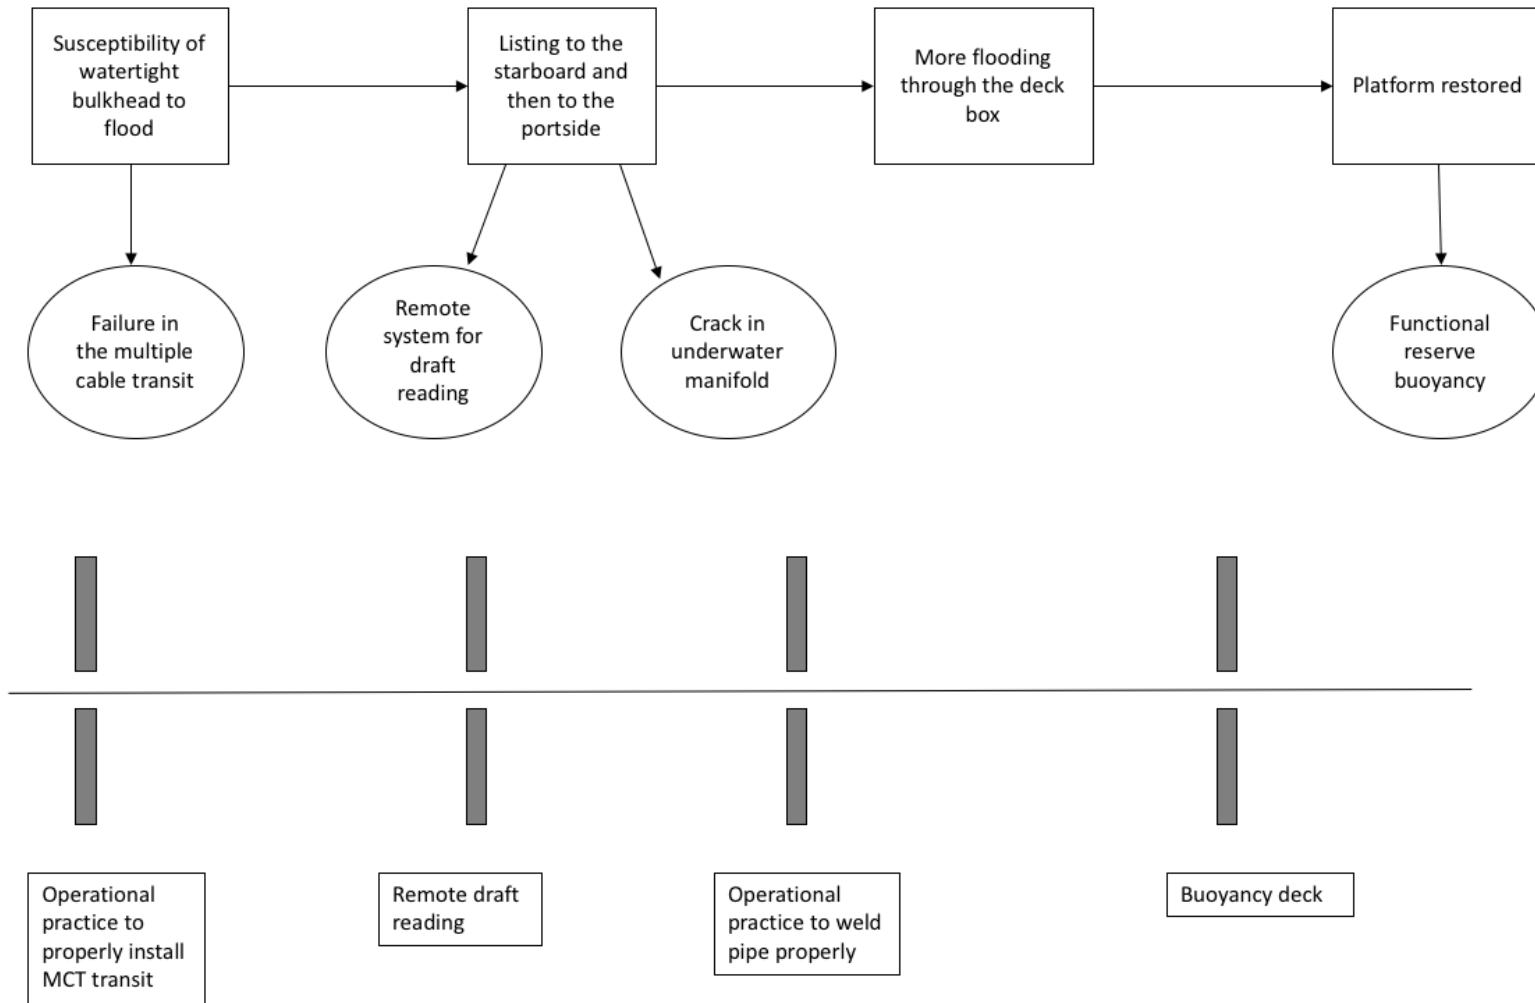 Susceptibility of
watertight
bulkhead to
flood
Listing to the
starboard and
then to the
portside
More flooding
through the deck
box
Platform restored
Failure in
the multiple
cable transit
Remote
system for
draft
reading
Crack in
underwater
manifold
Functional
reserve
buoyancy
Operational
practice to
properly install
MCT transit
Remote draft
reading
Operational
practice to weld
pipe properly
Buoyancy deck